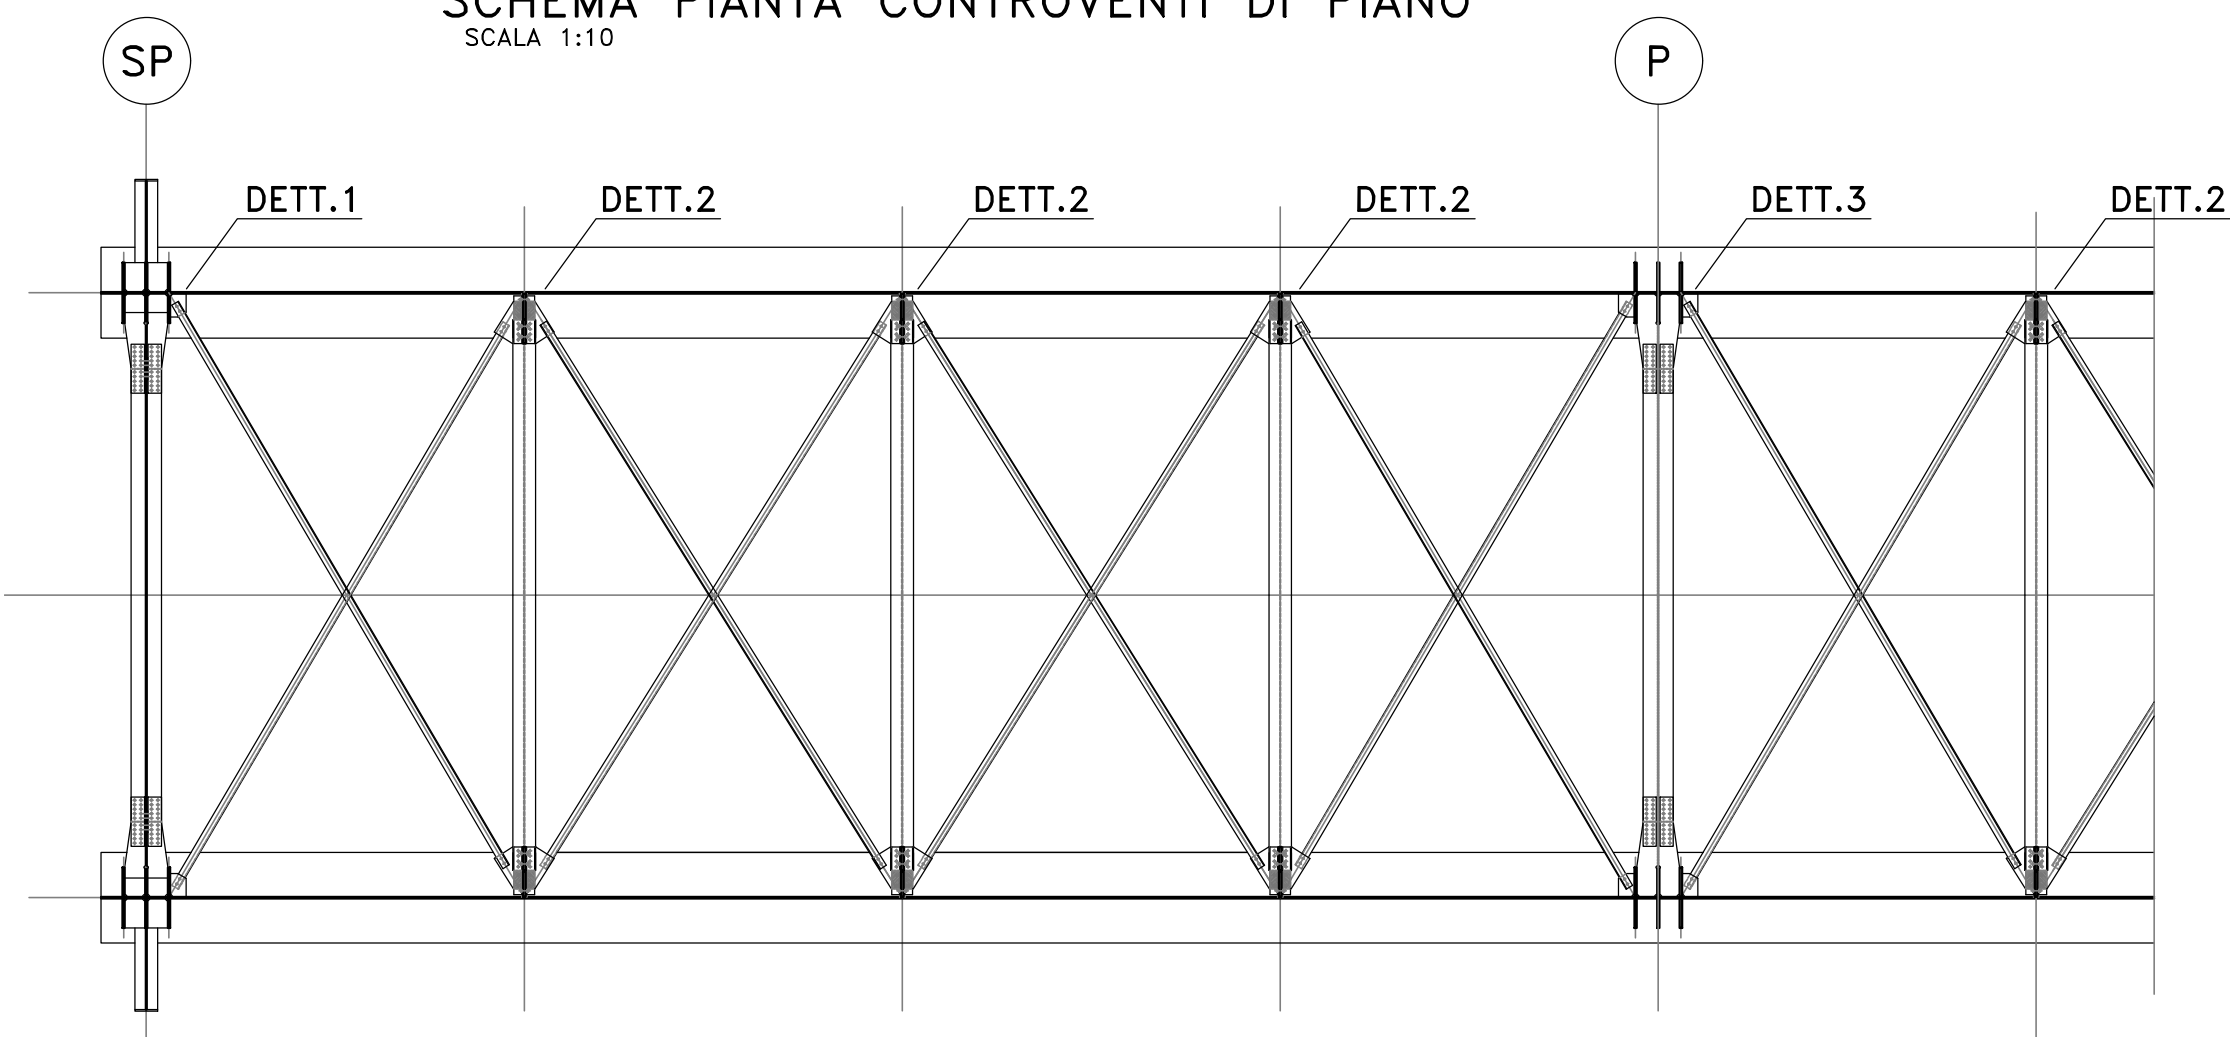 SCHEMA PIANTA CONTROVENTI DI PIANO
SCALA 1:10
SP
P
DETT.1
DETT.2
DETT.2
DETT.2
DETT.3
DETT.2